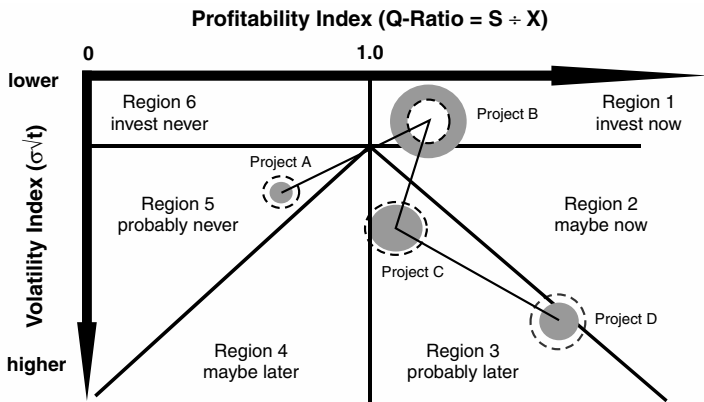 Profitability Index (Q-Ratio = S ÷ X)
0
1.0
lower
Region 6
invest never
Project B
Region 1
invest now
Volatility Index (σ√t)
Project A
Region 5
probably never
Region 2
maybe now
Project C
Project D
Region 4
maybe later
Region 3
probably later
higher